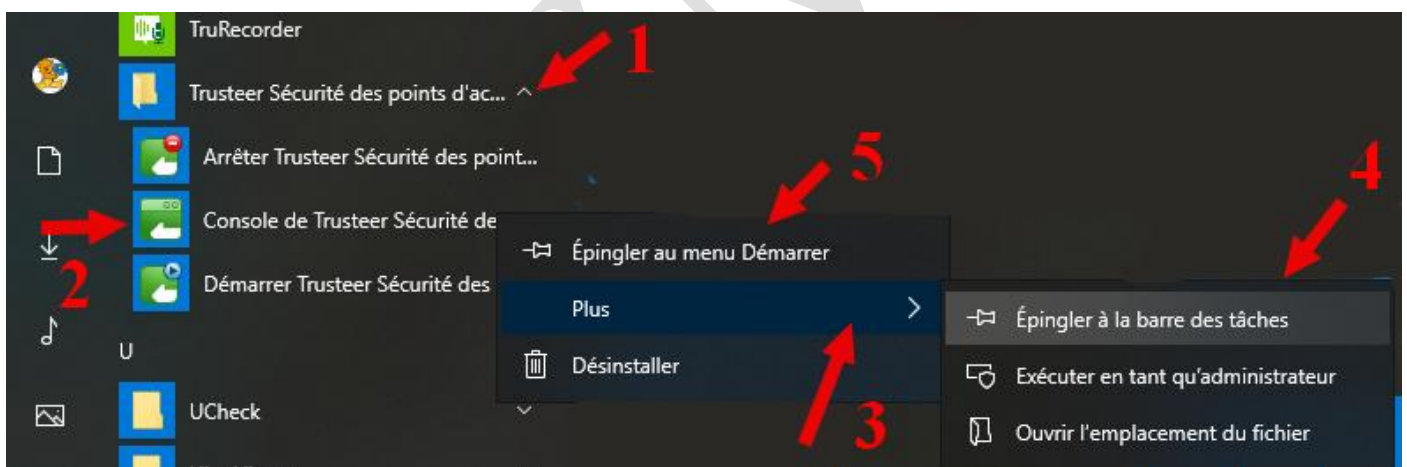 TruRecorder
1
Trusteer Sécurité des points d'ac...
Arrêter Trusteer Sécurité des point...
5
4
2
Console de Trusteer Sécurité de
Épingler au menu Démarrer
Démarrer Trusteer Sécurité des
Plus
Épingler à la barre des tâches
U
Désinstaller
Exécuter en tant qu'administrateur
3
UCheck
Ouvrir l'emplacement du fichier